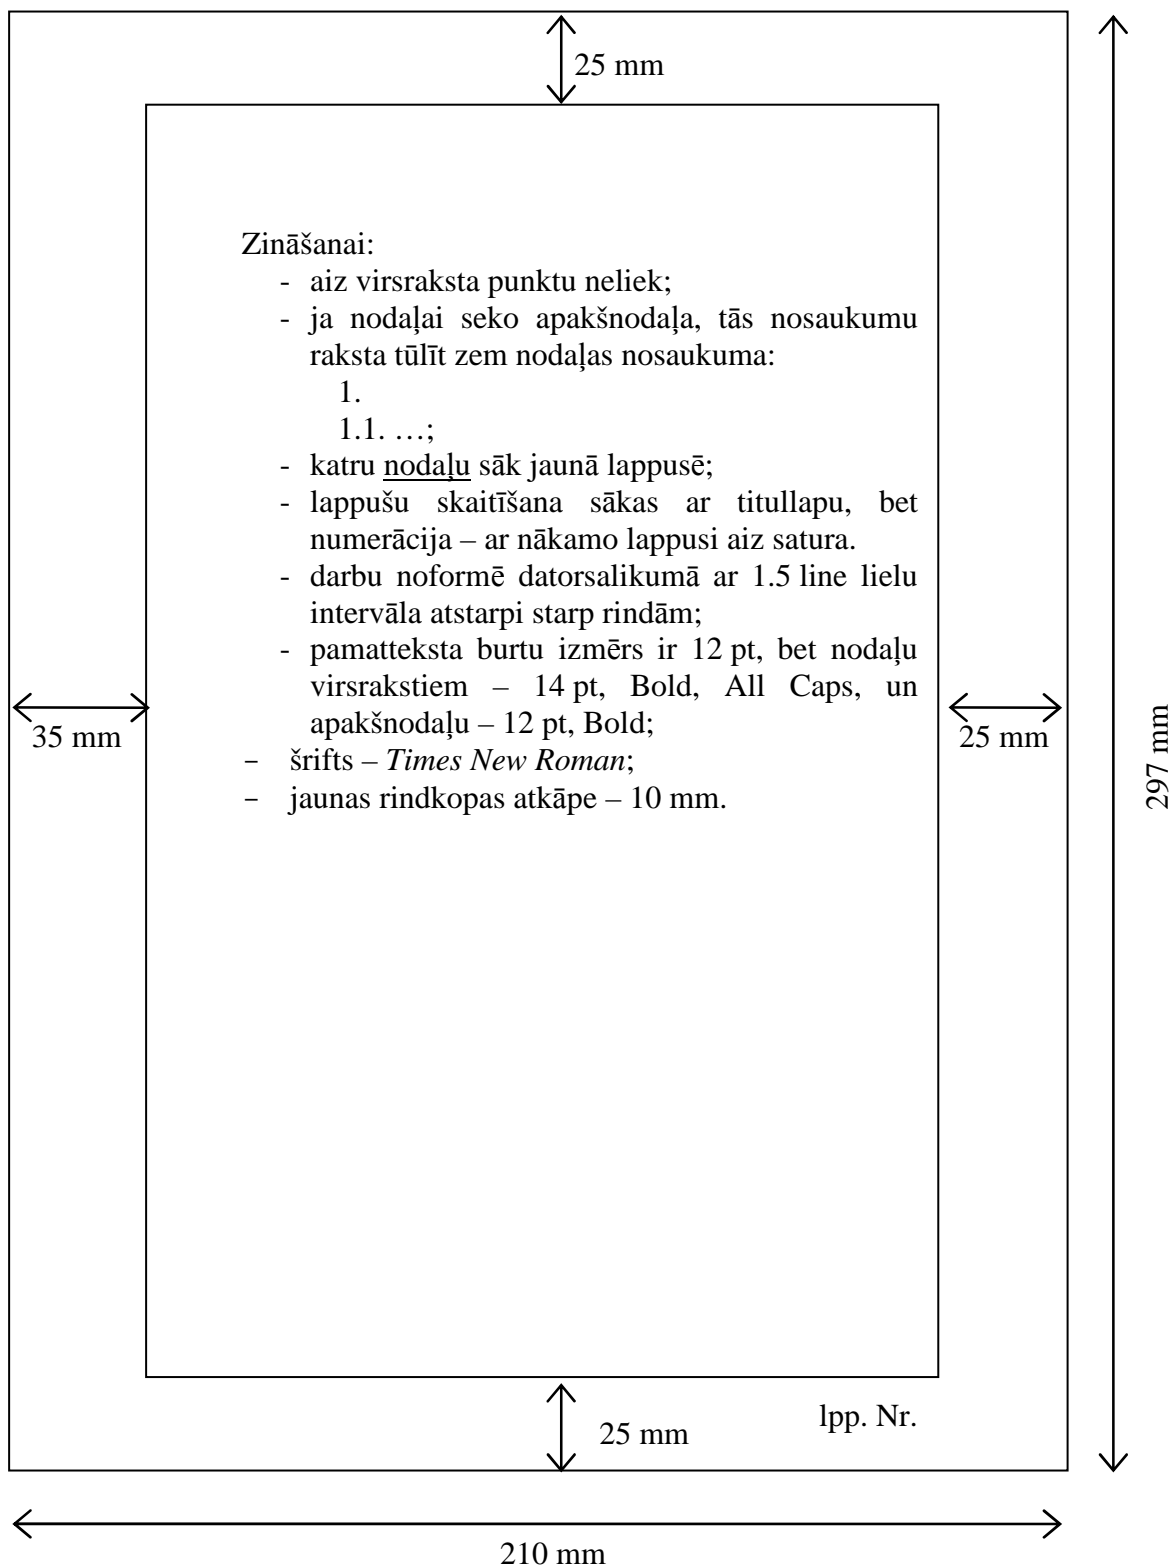 25 mm
Zināšanai:
- aiz virsraksta punktu neliek;
- ja nodaļai seko apakšnodaļa, tās nosaukumu
raksta tūlīt zem nodaļas nosaukuma:
1.
1.1. …;
- katru nodaļu sāk jaunā lappusē;
- lappušu skaitīšana sākas ar titullapu, bet
numerācija – ar nākamo lappusi aiz satura.
- darbu noformē datorsalikumā ar 1.5 line lielu
intervāla atstarpi starp rindām;
- pamatteksta burtu izmērs ir 12 pt, bet nodaļu
virsrakstiem – 14 pt, Bold, All Caps, un
apakšnodaļu – 12 pt, Bold;
- šrifts – Times New Roman;
- jaunas rindkopas atkāpe – 10 mm.
35 mm
25 mm
297 mm
lpp. Nr.
25 mm
210 mm